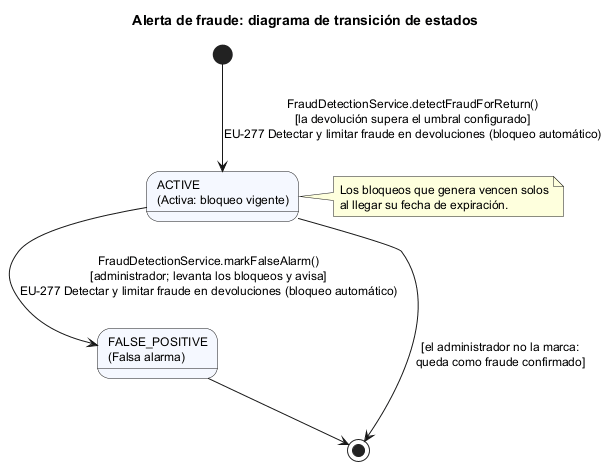 Alerta de fraude: diagrama de transición de estados
FraudDetectionService.detectFraudForReturn()
[la devolución supera el umbral configurado]
EU-277 Detectar y limitar fraude en devoluciones (bloqueo automático)
ACTIVE
(Activa: bloqueo vigente)
Los bloqueos que genera vencen solos
al llegar su fecha de expiración.
FraudDetectionService.markFalseAlarm()
[administrador; levanta los bloqueos y avisa]
EU-277 Detectar y limitar fraude en devoluciones (bloqueo automático)
FALSE_POSITIVE
(Falsa alarma)
[el administrador no la marca:
queda como fraude confirmado]